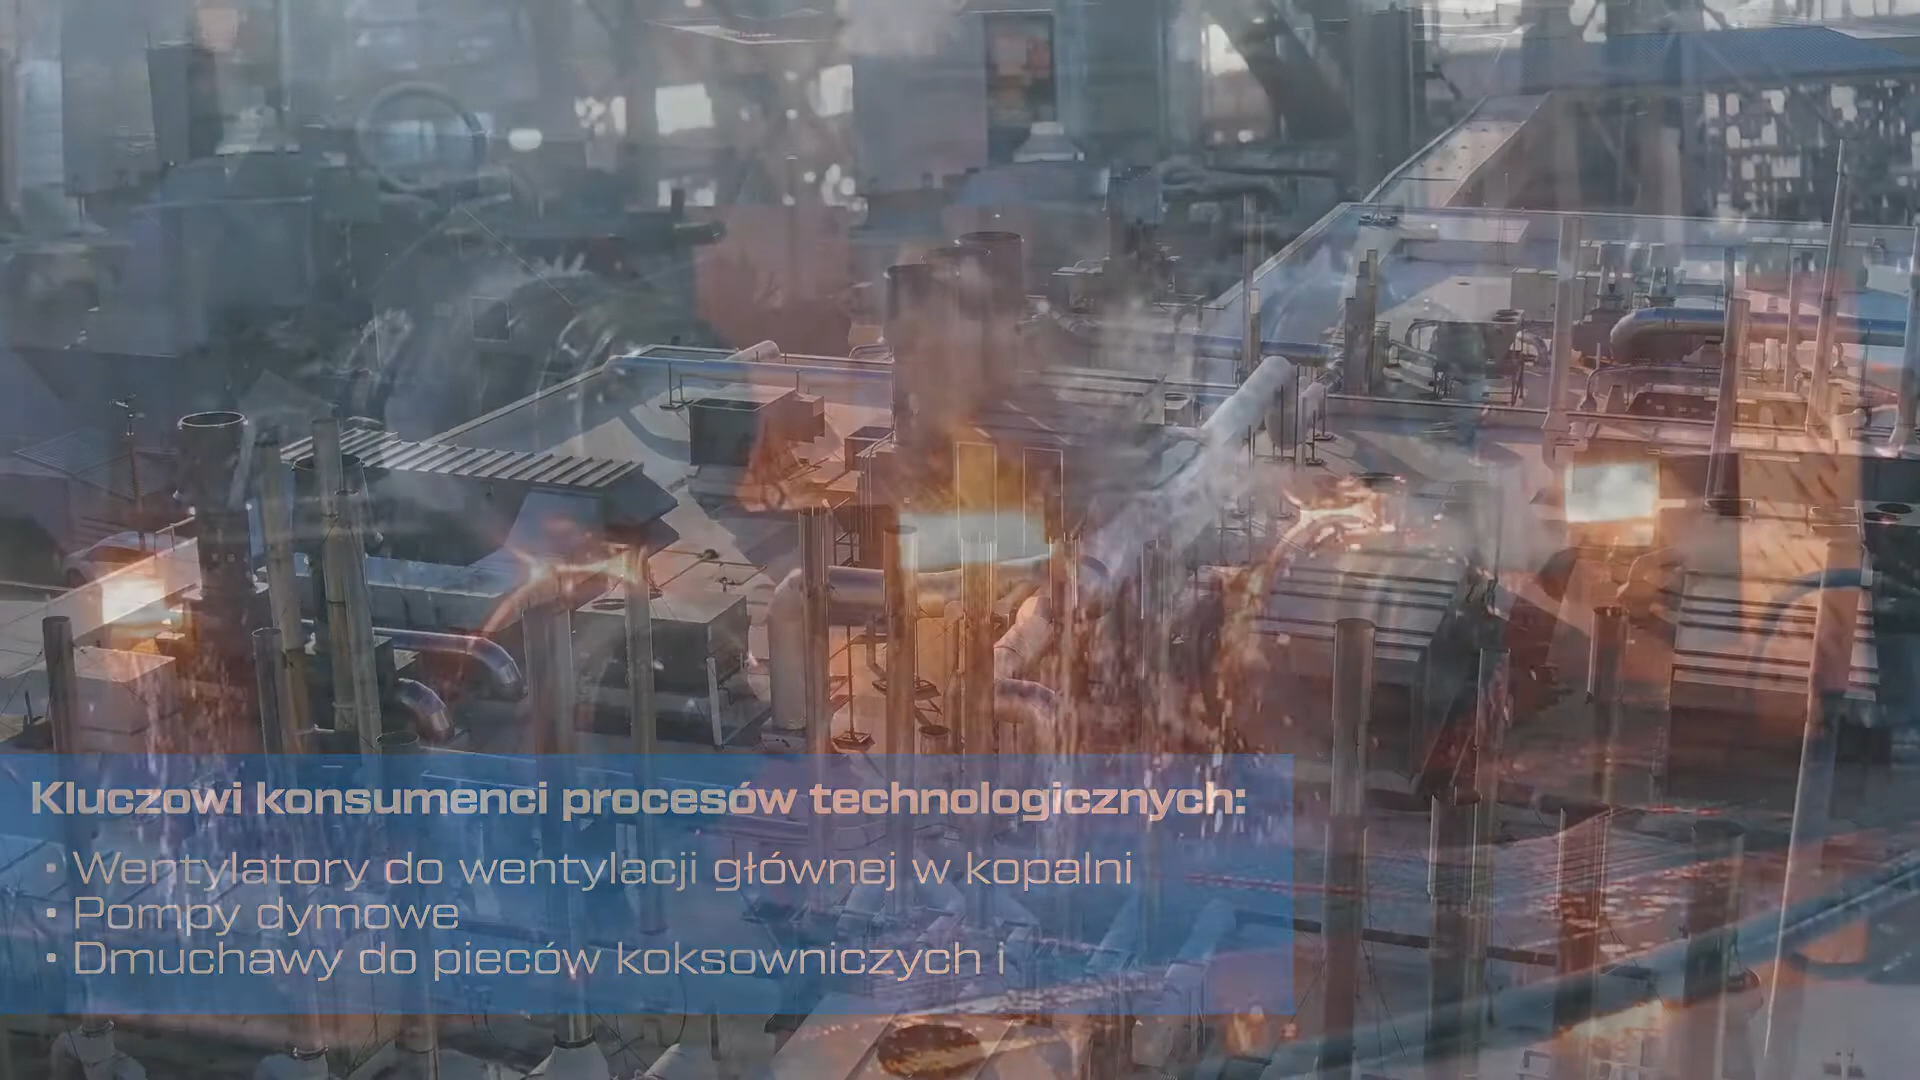 Kluczowi konsumenci procesów technologicznych:
• Wentylatory do wentylacji głównej w kopalni
• Pompy dymowe
• Dmuchawy do pieców koksowniczych i